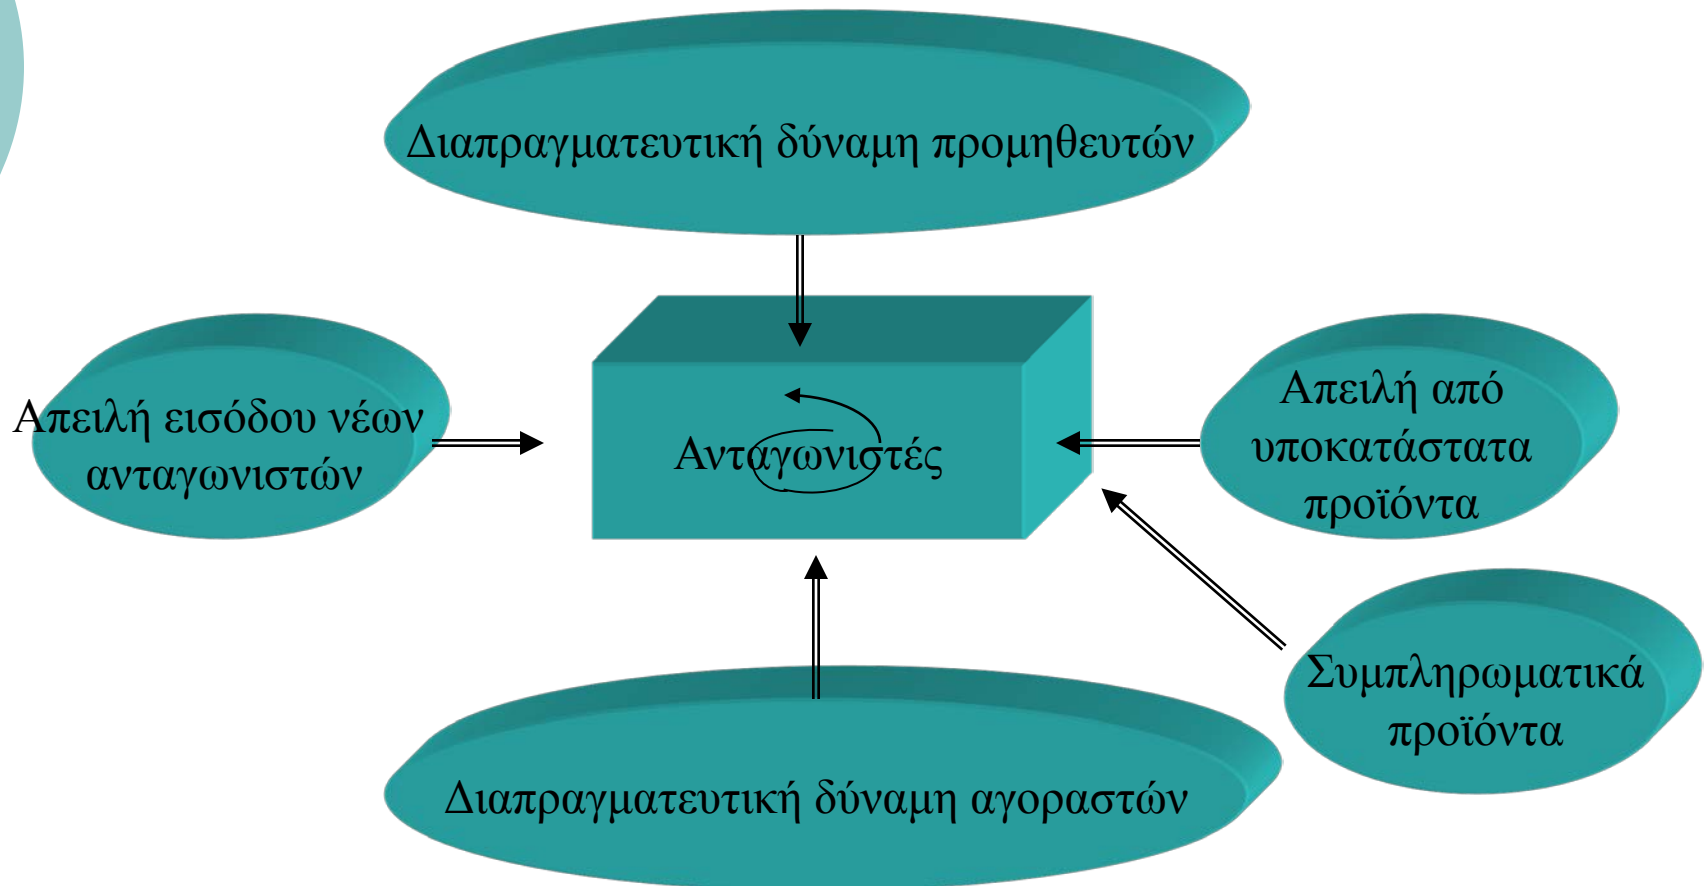 Διαπραγματευτική δύναμη προμηθευτών
Απειλή εισόδου νέων
ανταγωνιστών
Ανταγωνιστές
Απειλή από
υποκατάστατα
προϊόντα
Συμπληρωματικά
προϊόντα
Διαπραγματευτική δύναμη αγοραστών